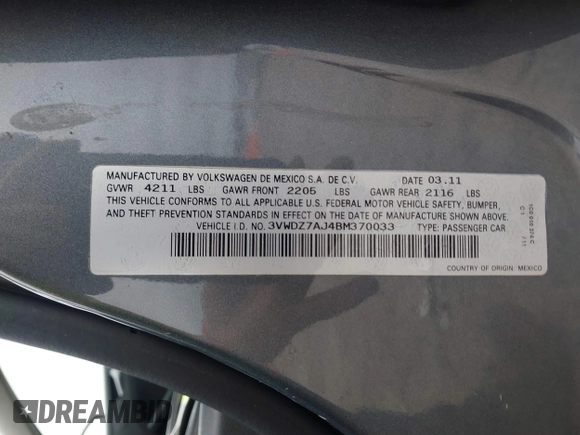 MANUFACTURED BY VOLKSWAGEN DE MEXICO S.A. DE C.V. DATE 03.11
GVWR 4211 LBS GAWR FRONT 2205 LBS GAWR REAR 2116 LBS
THIS VEHICLE CONFORMS TO ALL APPLICABLE U.S. FEDERAL MOTOR VEHICLE SAFETY, BUMPER,
AND THEFT PREVENTION STANDARDS IN EFFECT ON THE DATE OF MANUFACTURE SHOWN ABOVE.
VEHICLE I.D. NO. 3VWDZ7AJ4BM370033 TYPE: PASSENGER CAR
COUNTRY OF ORIGIN: MEXICO
DREAMBID